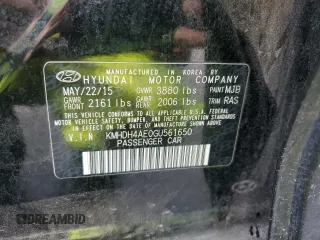 MANUFACTURED IN KOREA BY
HYUNDAI MOTOR COMPANY
MAY/22/15 GVWR 3880 lbs PAINT MJB
GAWR FRONT 2161 lbs GAWR REAR 2006 lbs TRIM RAS
THIS VEHICLE CONFORMS TO ALL APPLICABLE
FEDERAL MOTOR VEHICLE SAFETY, BUMPER,
AND THEFT PREVENTION STANDARDS IN EFFECT
ON THE DATE OF MANUFACTURE SHOWN ABOVE.
V.I.N KMHDH4AE0GU561650
PASSENGER CAR
DREAMBID